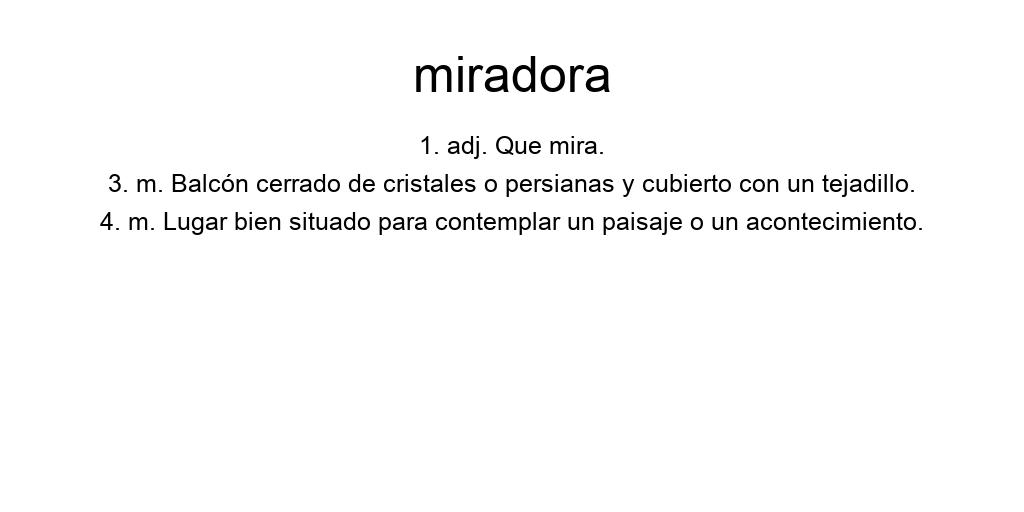 miradora
1. adj. Que mira.
3. m. Balcón cerrado de cristales o persianas y cubierto con un tejadillo.
4. m. Lugar bien situado para contemplar un paisaje o un acontecimiento.